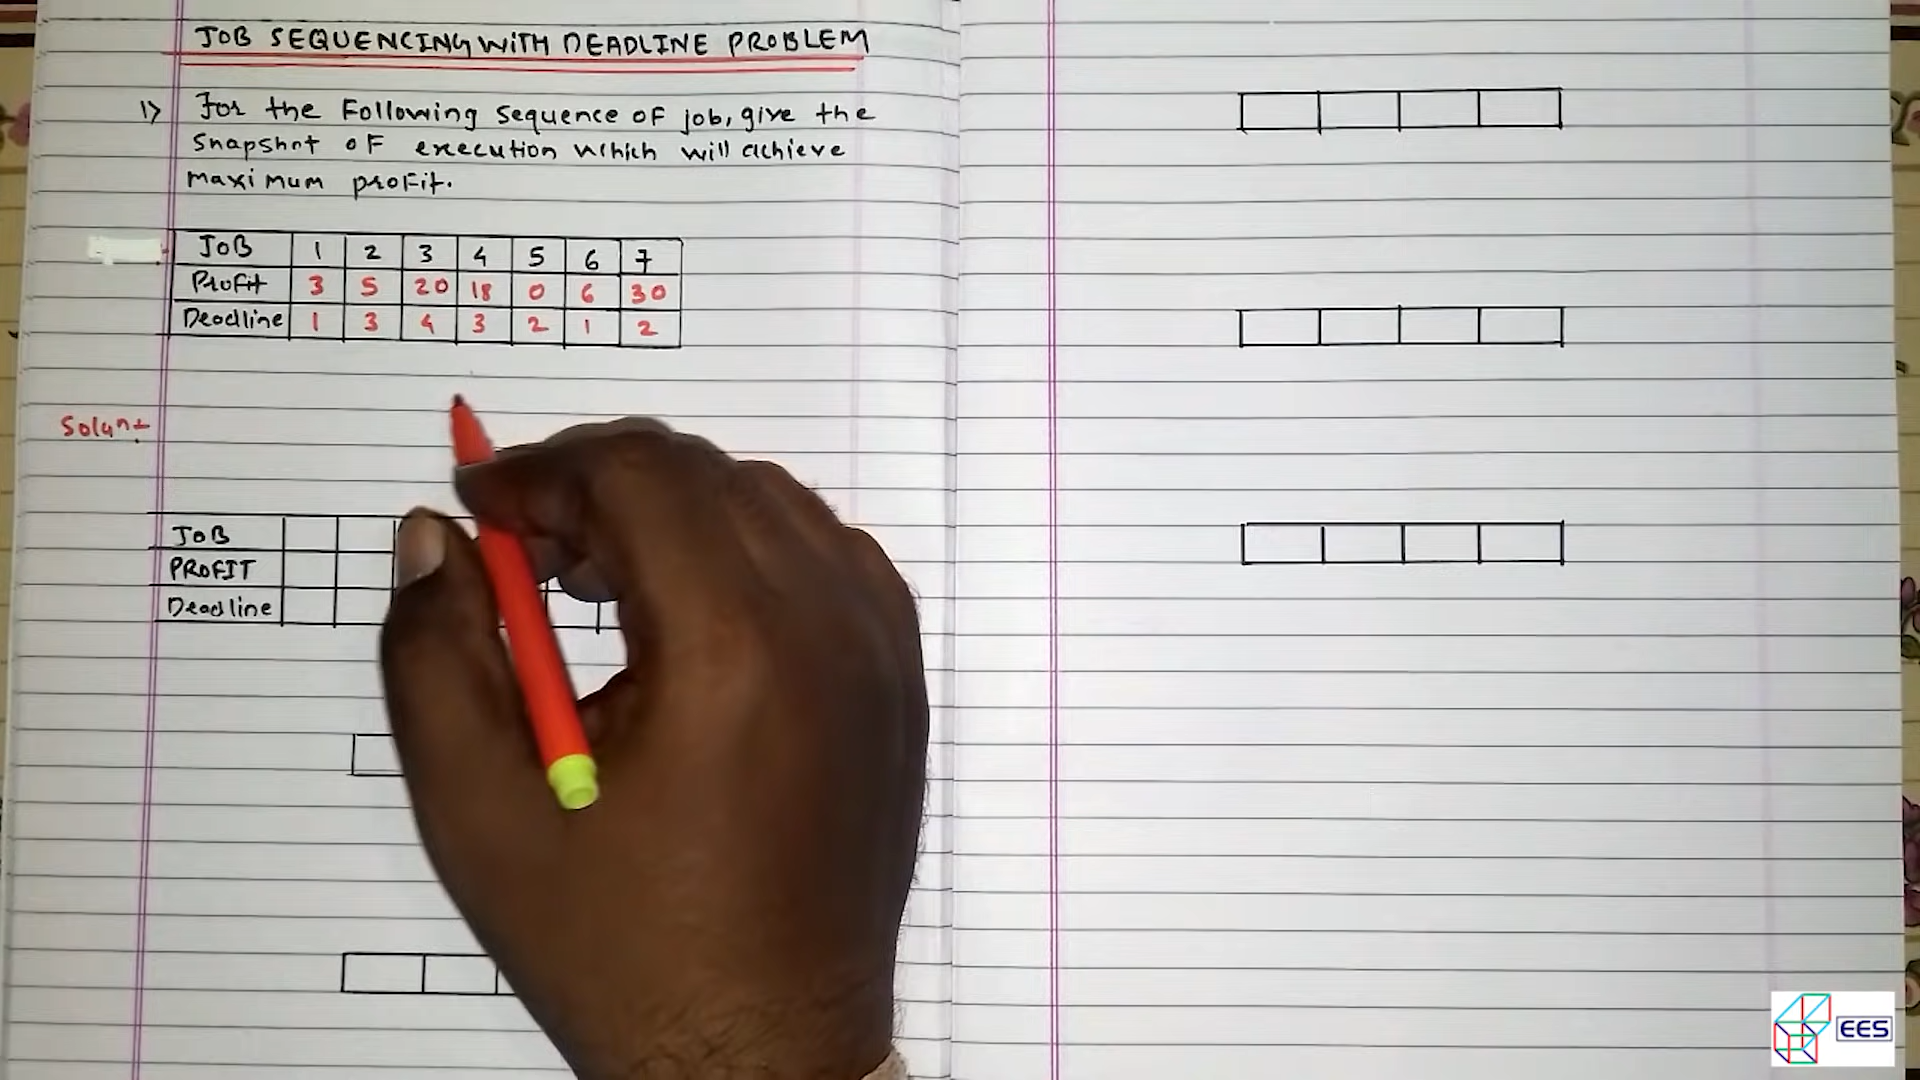 JOB SEQUENCING WITH DEADLINE PROBLEM
1) For the Following sequence of job, give the
snapshot of execution which will achieve
maximum profit.
JOB 1 2 3 4 5 6 7
Profit 3 5 20 18 0 6 30
Deadline 1 3 4 3 2 1 2
Solun
JOB
PROFIT
Deadline
EES